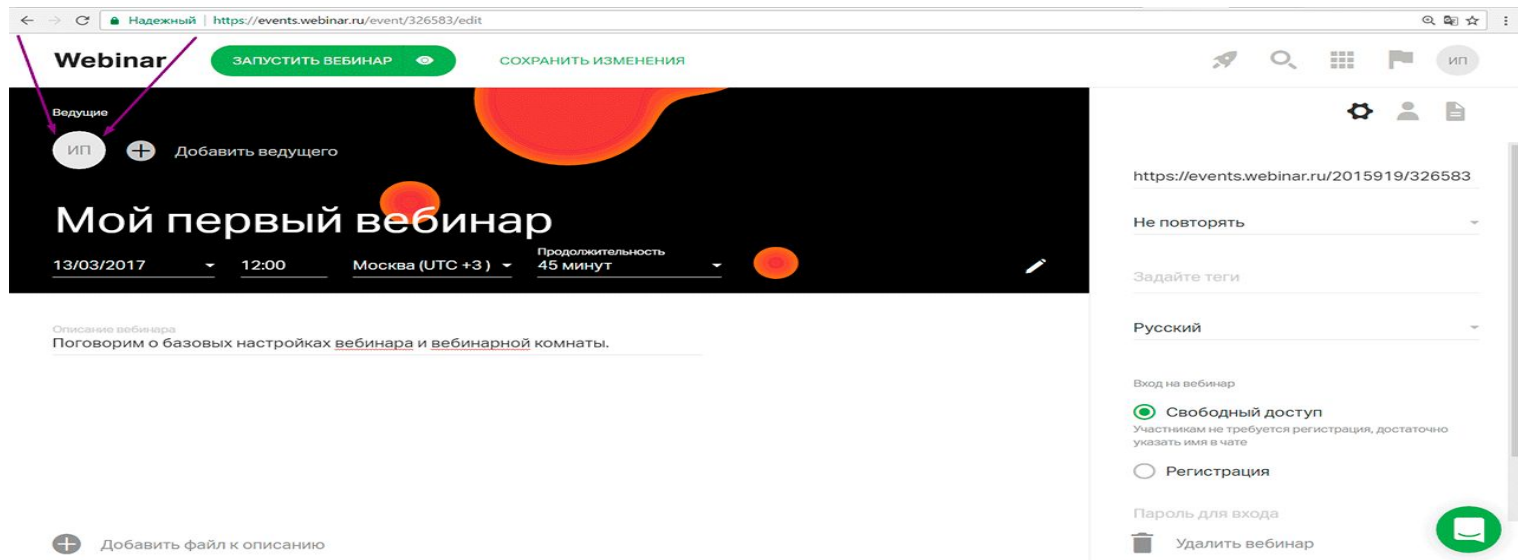 Надежный | https://events.webinar.ru/event/326583/edit
Webinar
ЗАПУСТИТЬ ВЕБИНАР
СОХРАНИТЬ ИЗМЕНЕНИЯ
ИП
Ведущие
ИП
Добавить ведущего
Мой первый вебинар
Продолжительность
13/03/2017 12:00 Москва (UTC +3 ) 45 минут
Описание вебинара
Поговорим о базовых настройках вебинара и вебинарной комнаты.
Добавить файл к описанию
https://events.webinar.ru/2015919/326583
Не повторять
Задайте теги
Русский
Вход на вебинар
Свободный доступ
Участникам не требуется регистрация, достаточно
указать имя в чате
Регистрация
Пароль для входа
Удалить вебинар